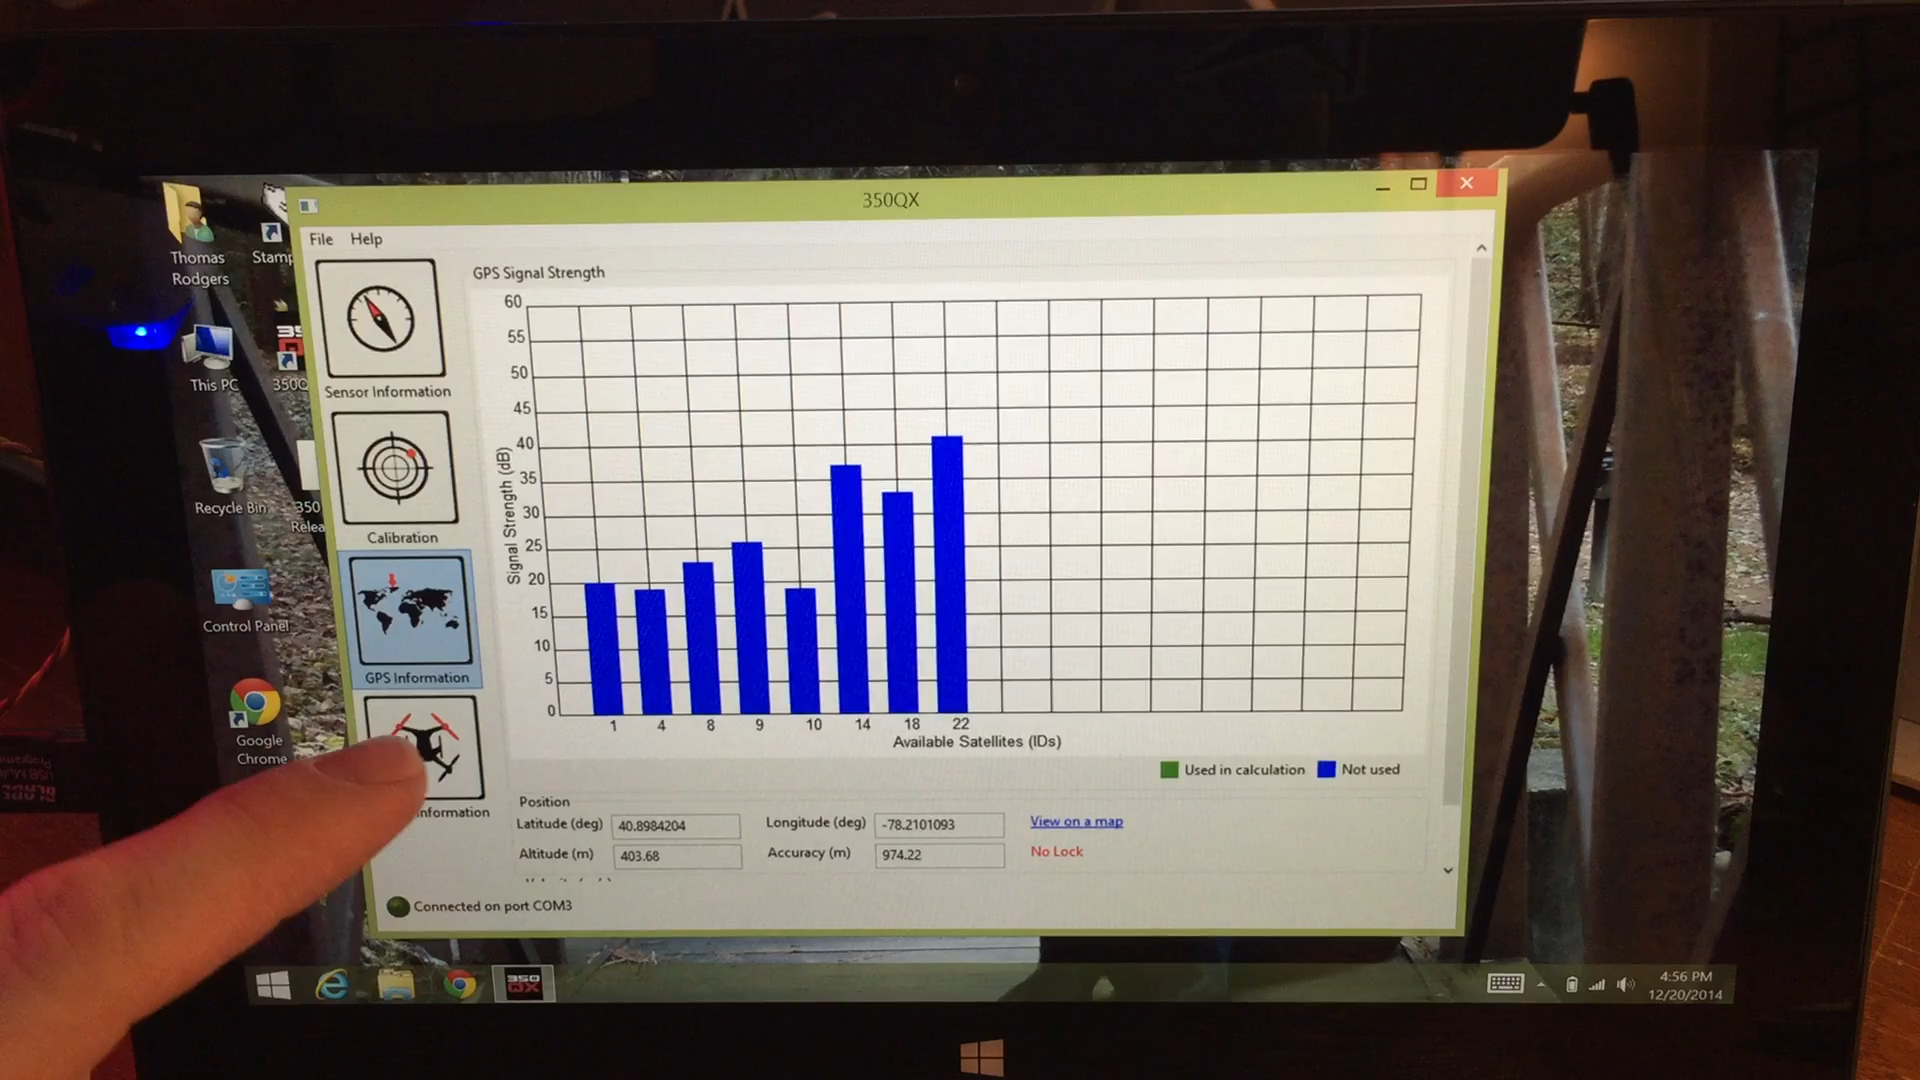 350QX
File Help
Thomas
Rodgers
Stamp
This PC
350Q
Recycle Bin
350
Relea
Control Panel
Google
Chrome
Sensor Information
Calibration
GPS Information
nformation
GPS Signal Strength
60
55
50
45
40
35
30
25
20
15
10
5
0
Signal Strength (dB)
1 4 8 9 10 14 18 22
Available Satellites (IDs)
Used in calculation Not used
Position
Latitude (deg) 40.8984204 Longitude (deg) -78.2101093 View on a map
Altitude (m) 403.68 Accuracy (m) 974.22 No Lock
Connected on port COM3
350
QX
4:56 PM
12/20/2014